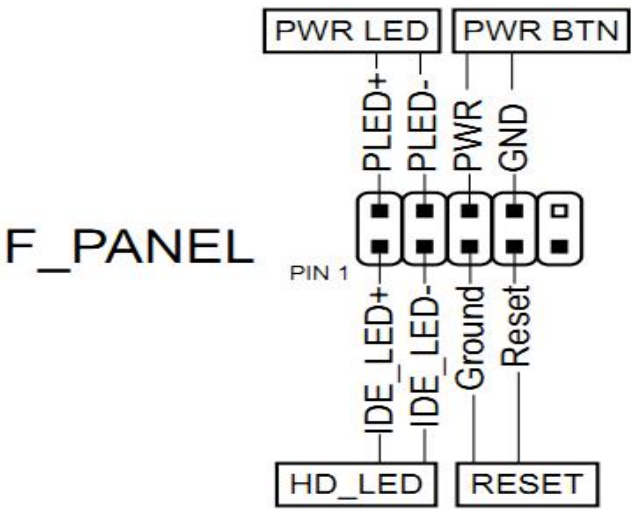 PWR LED
PWR BTN
PLED+
PLED-
PWR
GND
F_PANEL
PIN 1
IDE_LED+
IDE_LED-
Ground
Reset
HD_LED
RESET